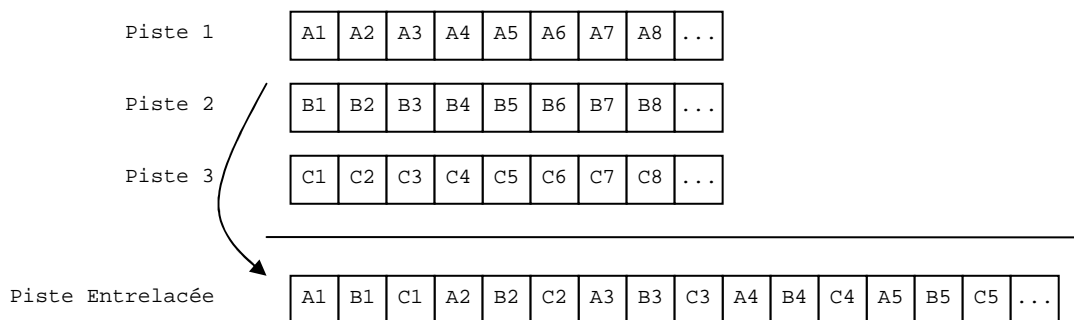 Piste 1 A1 A2 A3 A4 A5 A6 A7 A8 ...
Piste 2 B1 B2 B3 B4 B5 B6 B7 B8 ...
Piste 3 C1 C2 C3 C4 C5 C6 C7 C8 ...
Piste Entrelacée A1 B1 C1 A2 B2 C2 A3 B3 C3 A4 B4 C4 A5 B5 C5 ...